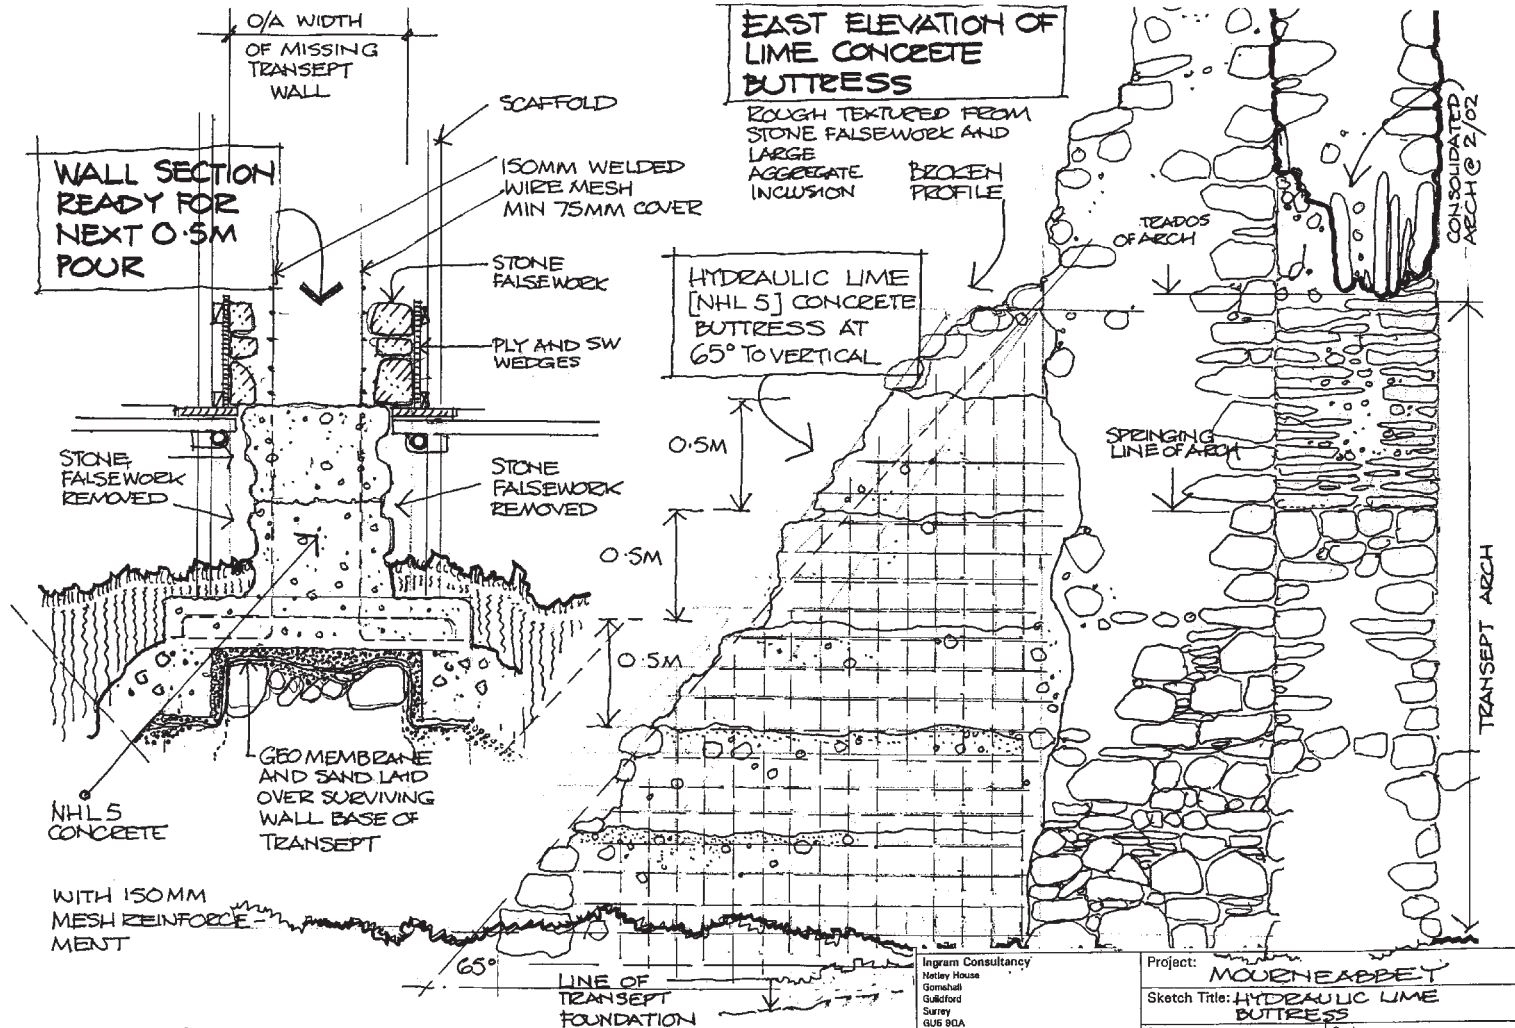 O/A WIDTH
OF MISSING
TRANSEPT
WALL
SCAFFOLD
WALL SECTION
READY FOR
NEXT 0.5M
POUR
150MM WELDED
WIRE MESH
MIN 75MM COVER
STONE
FALSEWORK
PLY AND SW
WEDGES
STONE
FALSEWORK
REMOVED
STONE
FALSEWORK
REMOVED
GEOMEMBRANE
AND SAND LAID
OVER SURVIVING
WALL BASE OF
TRANSEPT
NHL5
CONCRETE
WITH 150MM
MESH REINFORCE-
MENT
EAST ELEVATION OF
LIME CONCRETE
BUTTRESS
ROUGH TEXTURED FROM
STONE FALSEWORK AND
LARGE
AGGREGATE
INCLUSION
BROKEN
PROFILE
HYDRAULIC LIME
[NHL 5] CONCRETE
BUTTRESS AT
65° TO VERTICAL
0.5M
0.5M
0.5M
65°
LINE OF
TRANSEPT
FOUNDATION
TRADOS
OF ARCH
SPRINGING
LINE OF ARCH
CONSOLIDATED
ARCH @ 2/02
TRANSEPT ARCH
Ingram Consultancy
Netley House
Gomshall
Guildford
Surrey
GU5 9QA
Project: MOURNEABBEY
Sketch Title: HYDRAULIC LIME
BUTTRESS